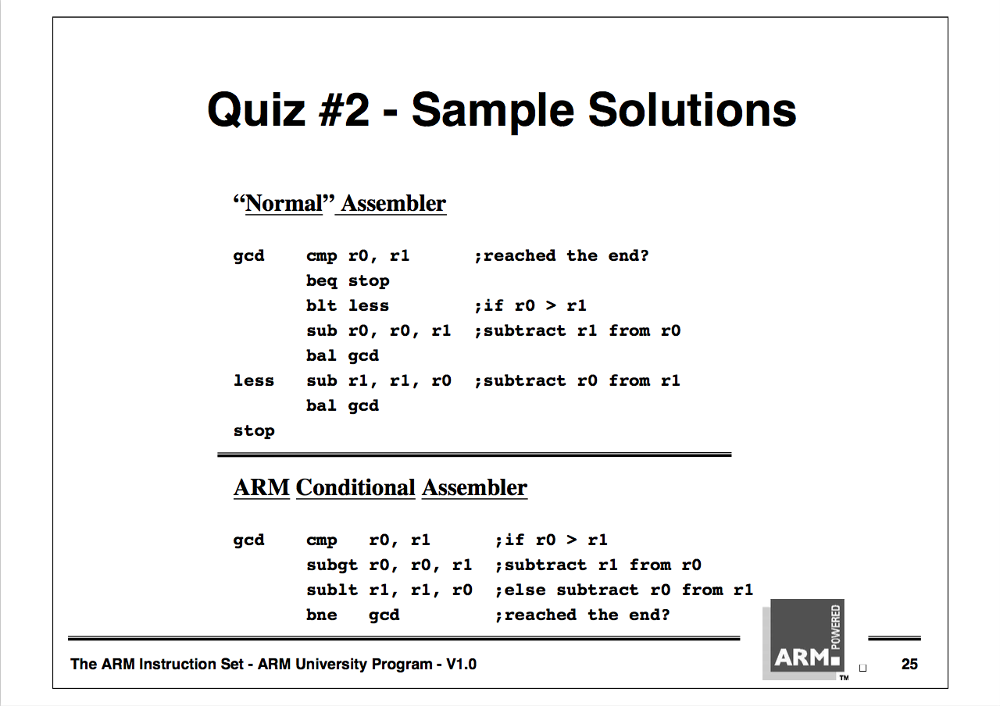 Quiz #2 - Sample Solutions
“Normal” Assembler
gcd cmp r0, r1 ;reached the end?
beq stop
blt less ;if r0 > r1
sub r0, r0, r1 ;subtract r1 from r0
bal gcd
less sub r1, r1, r0 ;subtract r0 from r1
bal gcd
stop
ARM Conditional Assembler
gcd cmp r0, r1 ;if r0 > r1
subgt r0, r0, r1 ;subtract r1 from r0
sublt r1, r1, r0 ;else subtract r0 from r1
bne gcd ;reached the end?
The ARM Instruction Set - ARM University Program - V1.0
ARM POWERED
TM
25